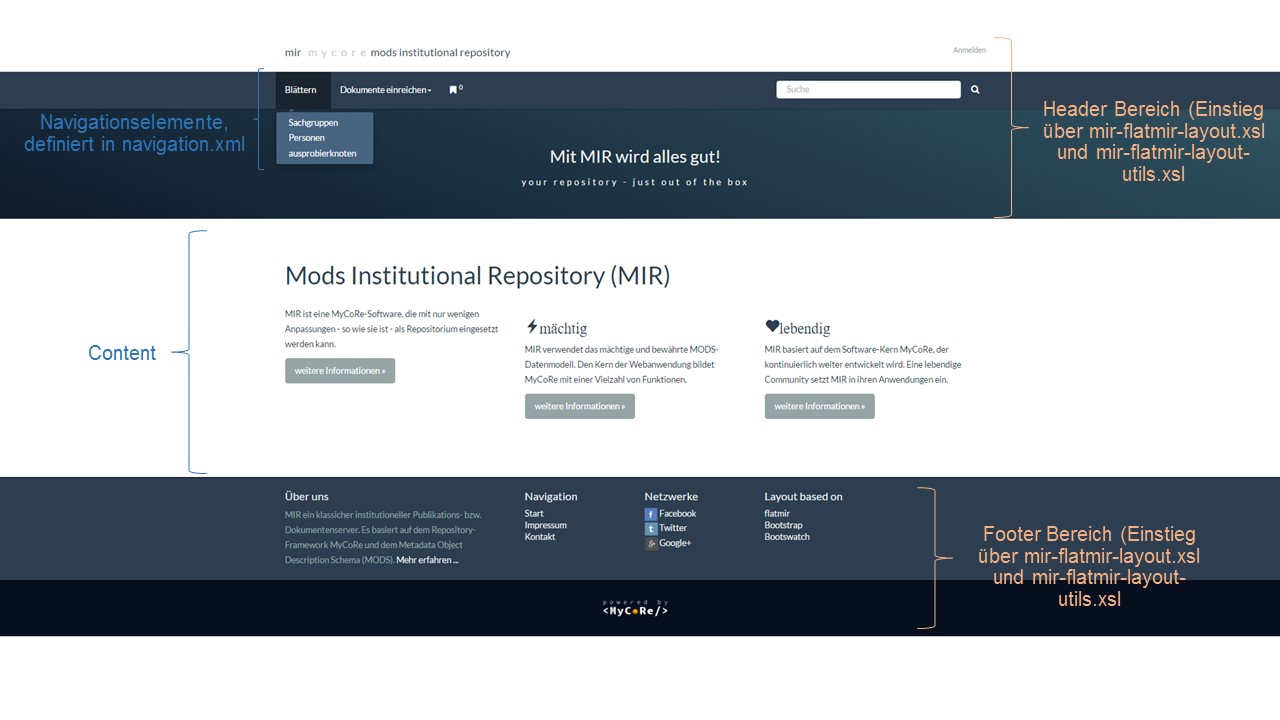 mir mycore mods institutional repository
Anmelden
Blättern
Dokumente einreichen
0
Suche
Sachgruppen
Personen
ausprobierknoten
Mit MIR wird alles gut!
your repository - just out of the box
Navigationselemente,
definiert in navigation.xml
Header Bereich (Einstieg
über mir-flatmir-layout.xsl
und mir-flatmir-layout-
utils.xsl
Content
Mods Institutional Repository (MIR)
MIR ist eine MyCoRe-Software, die mit nur wenigen
Anpassungen - so wie sie ist - als Repositorium eingesetzt
werden kann.
weitere Informationen »
mächtig
MIR verwendet das mächtige und bewährte MODS-
Datenmodell. Den Kern der Webanwendung bildet
MyCoRe mit einer Vielzahl von Funktionen.
weitere Informationen »
lebendig
MIR basiert auf dem Software-Kern MyCoRe, der
kontinuierlich weiter entwickelt wird. Eine lebendige
Community setzt MIR in ihren Anwendungen ein.
weitere Informationen »
Über uns
MIR ein klassicher institutioneller Publikations- bzw.
Dokumentenserver. Es basiert auf dem Repository-
Framework MyCoRe und dem Metadata Object
Description Schema (MODS). Mehr erfahren ...
Navigation
Start
Impressum
Kontakt
Netzwerke
Facebook
Twitter
Google+
Layout based on
flatmir
Bootstrap
Bootswatch
Footer Bereich (Einstieg
über mir-flatmir-layout.xsl
und mir-flatmir-layout-
utils.xsl
powered by
<MyCoRe/>